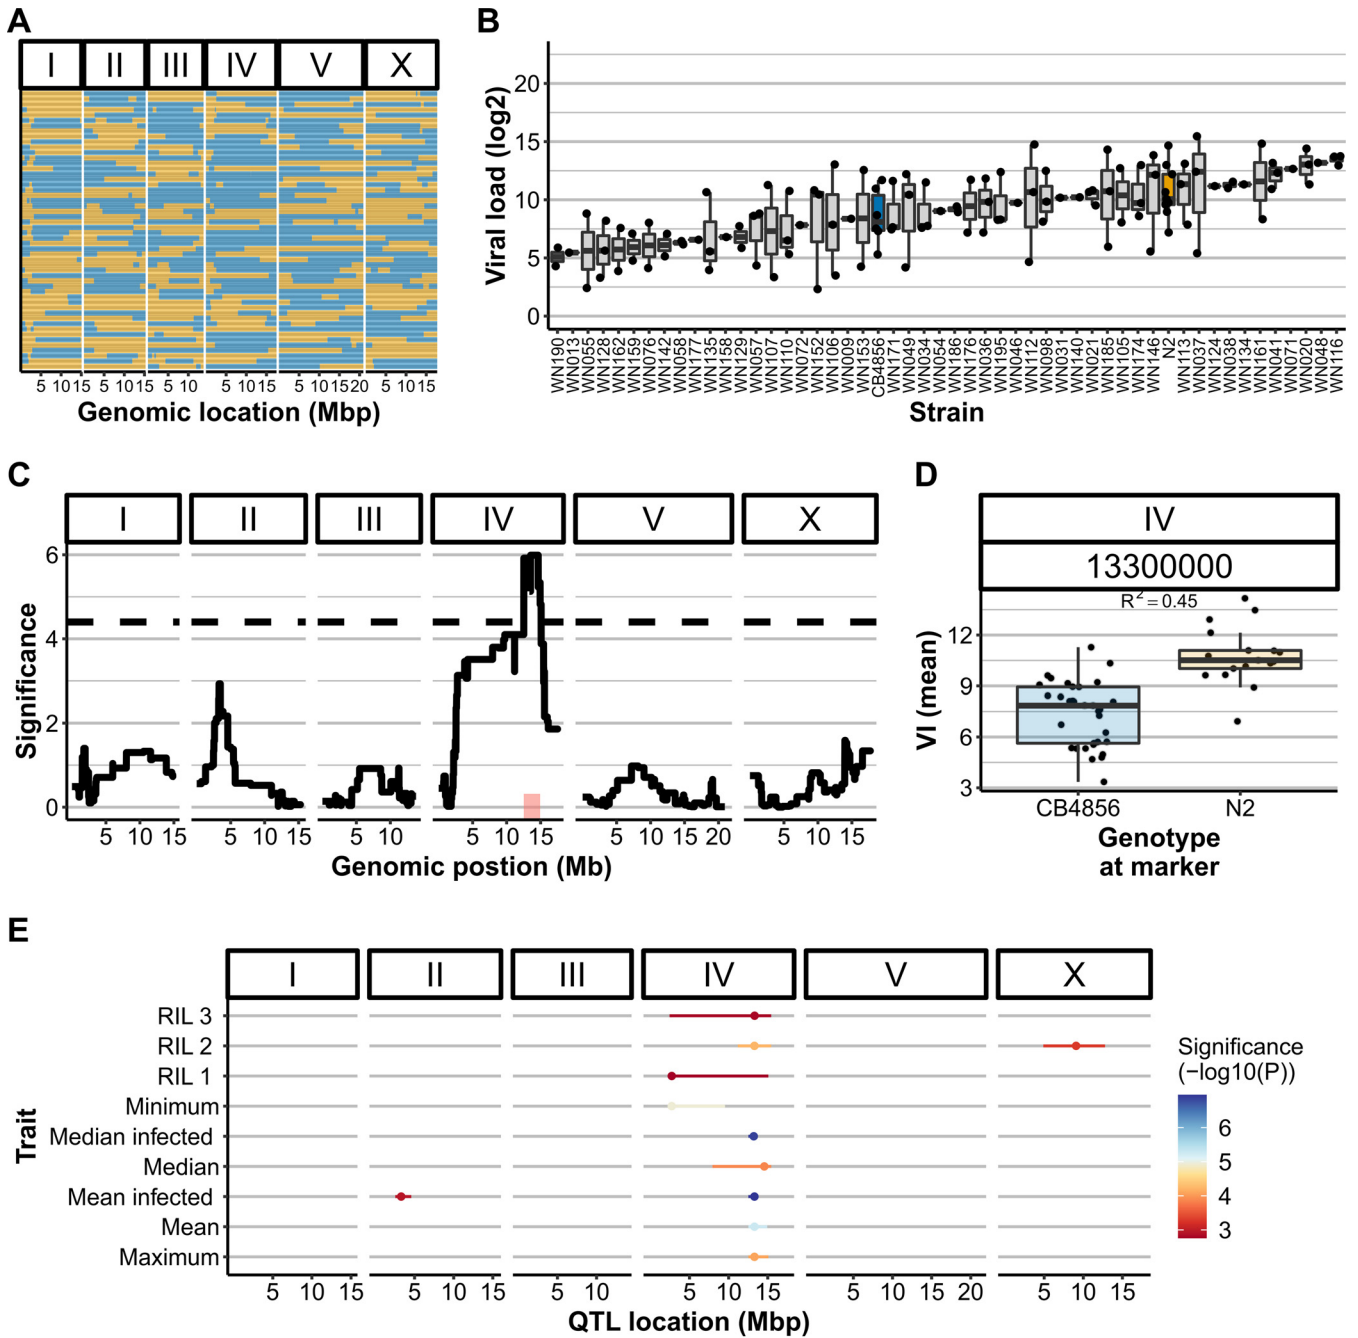 A
I II III IV V X
5 10 15 5 10 15 5 10 5 10 15 5 10 15 20 5 10 15
Genomic location (Mbp)
B
Viral load (log2)
20
15
10
5
0
WN190 WN013 WN055 WN128 WN162 WN159 WN076 WN142 WN058 WN177 WN135 WN158 WN129 WN057 WN107 WN110 WN072 WN152 WN106 WN009 WN153 CB4856 WN171 WN049 WN034 WN054 WN186 WN176 WN036 WN195 WN046 WN112 WN098 WN031 WN140 WN021 WN185 WN105 WN174 WN146 N2 WN113 WN037 WN124 WN038 WN134 WN161 WN041 WN071 WN020 WN048 WN116
Strain
C
I II III IV V X
Significance
6
4
2
0
5 10 15 5 10 15 5 10 5 10 15 5 10 15 20 5 10 15
Genomic postion (Mb)
D
IV
13300000
R² = 0.45
VI (mean)
12
9
6
3
CB4856 N2
Genotype
at marker
E
I II III IV V X
Trait
RIL 3
RIL 2
RIL 1
Minimum
Median infected
Median
Mean infected
Mean
Maximum
5 10 15 5 10 15 5 10 5 10 15 5 10 15 20 5 10 15
QTL location (Mbp)
Significance
(−log10(P))
6
5
4
3